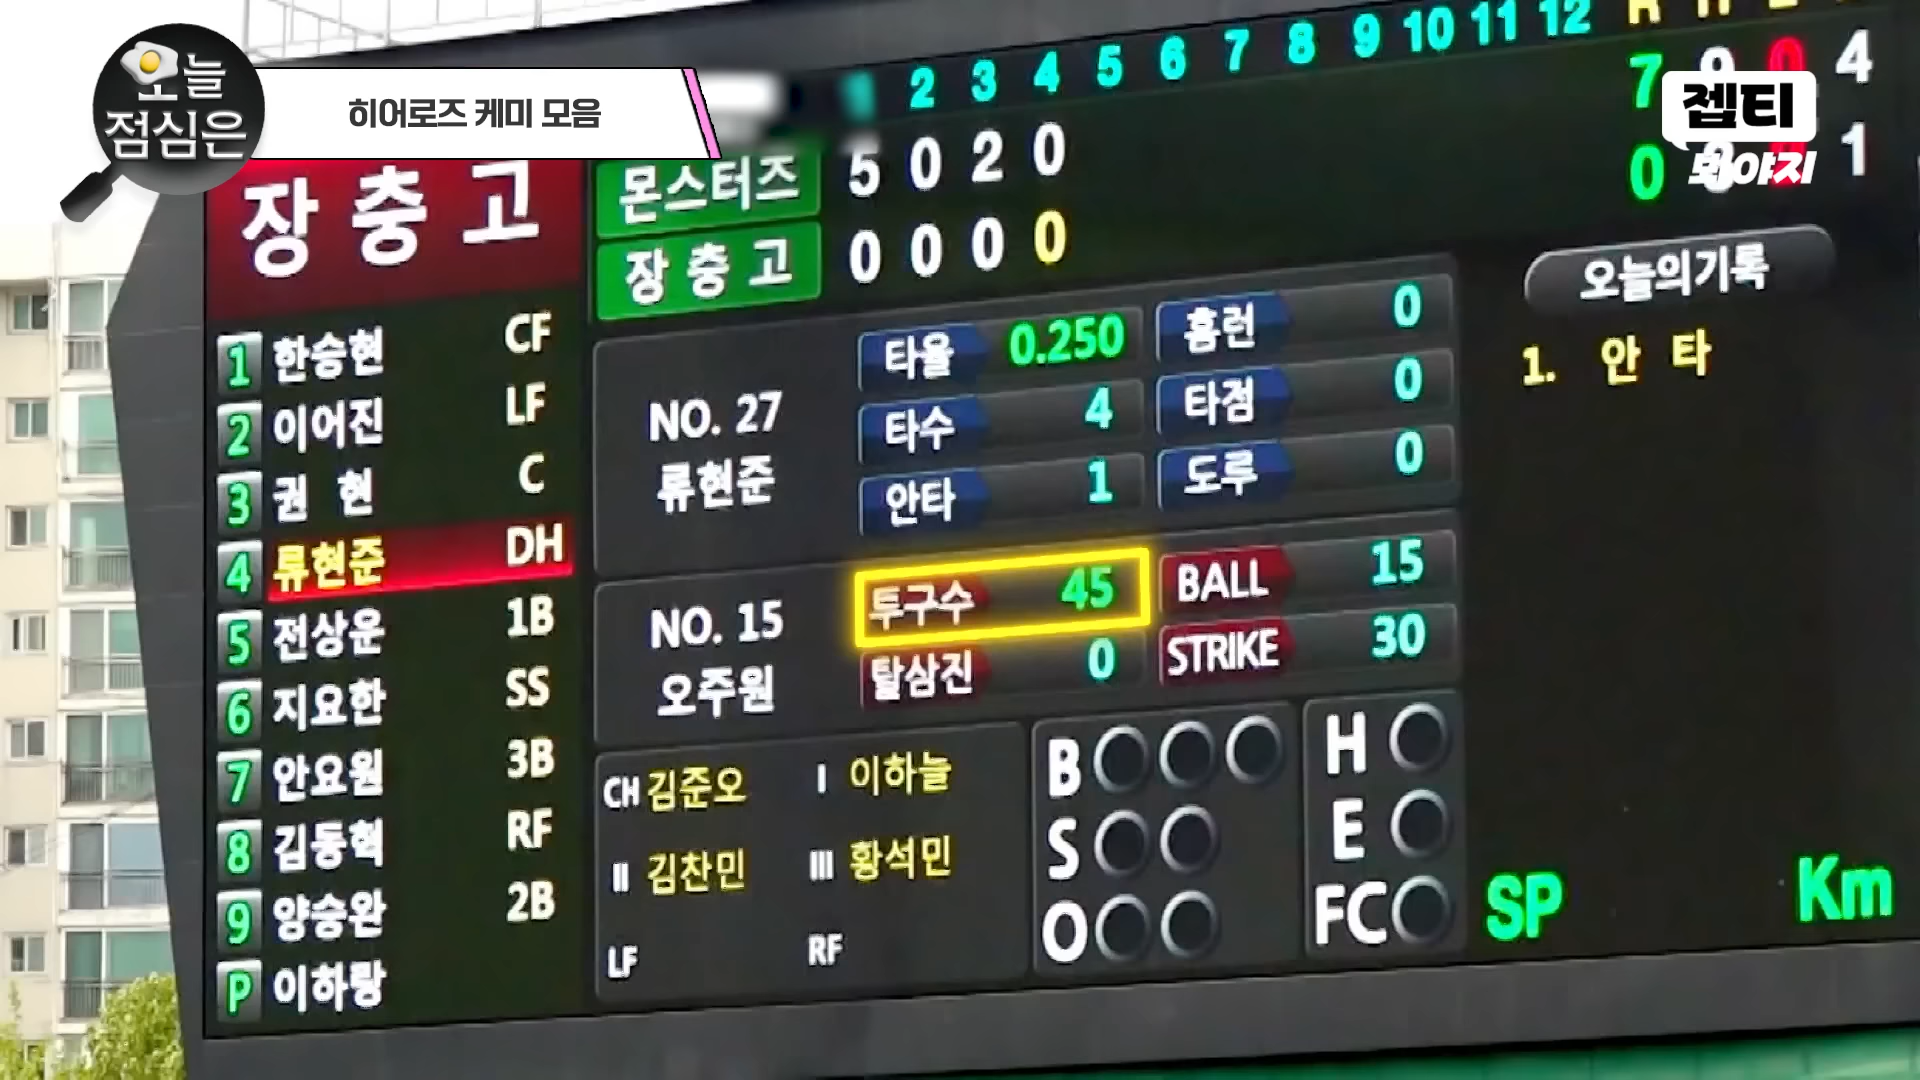 오늘
점심은
히어로즈 케미 모음
젭티
1 2 3 4 5 6 7 8 9 10 11 12 R H E
몬스터즈 5 0 2 0 7 9 0 4
장충고 0 0 0 0 0 1
장충고
1 한승현 CF
2 이어진 LF
3 권 현 C
4 류현준 DH
5 전상운 1B
6 지요한 SS
7 안요원 3B
8 김동혁 RF
9 양승완 2B
P 이하랑
NO. 27
류현준
타율 0.250 홈런 0
타수 4 타점 0
안타 1 도루 0
NO. 15
오주원
투구수 45 BALL 15
탈삼진 0 STRIKE 30
CH 김준오 I 이하늘
II 김찬민 III 황석민
LF RF
B
S
O
H
E
FC
오늘의기록
1. 안 타
SP Km